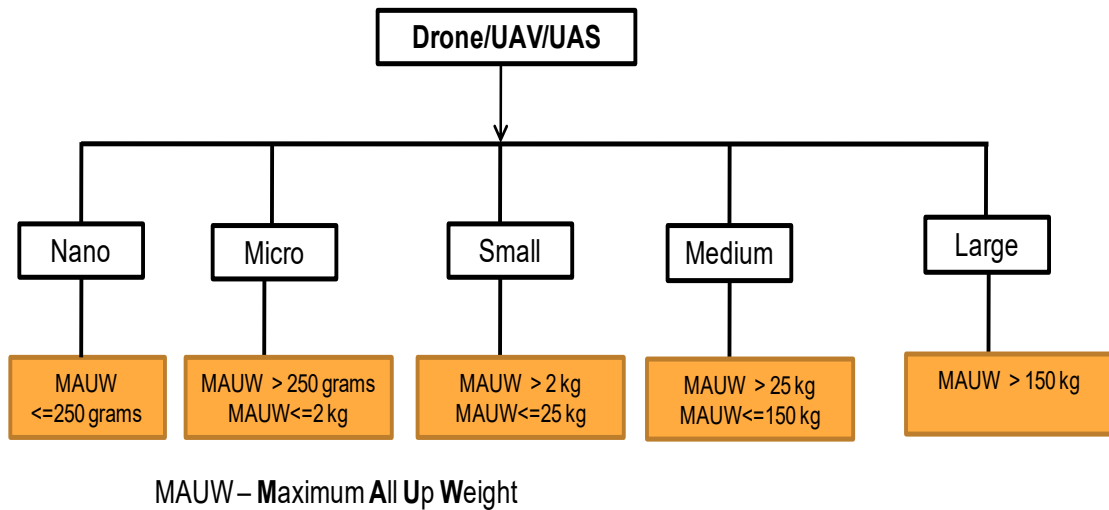 Drone/UAV/UAS
Nano
Micro
Small
Medium
Large
MAUW
<=250 grams
MAUW > 250 grams
MAUW<=2 kg
MAUW > 2 kg
MAUW<=25 kg
MAUW > 25 kg
MAUW<=150 kg
MAUW > 150 kg
MAUW – Maximum All Up Weight